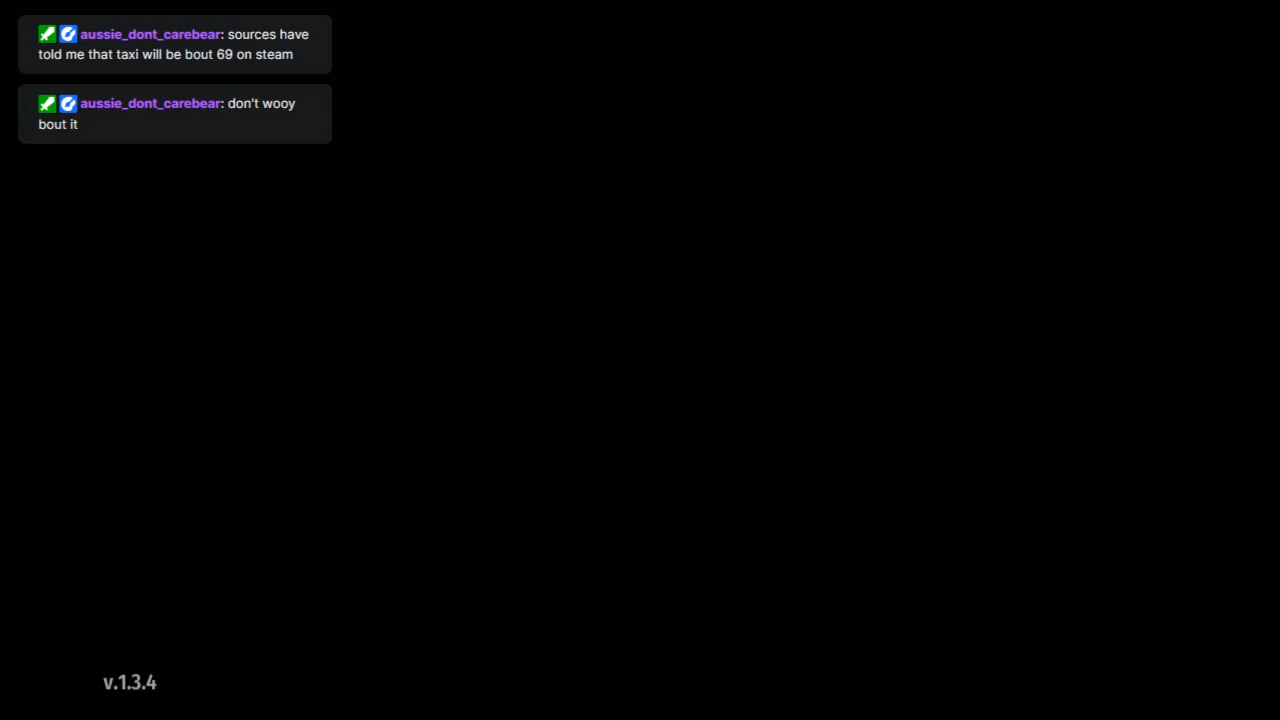 aussie_dont_carebear: sources have
told me that taxi will be bout 69 on steam
aussie_dont_carebear: don't wooy
bout it
v.1.3.4